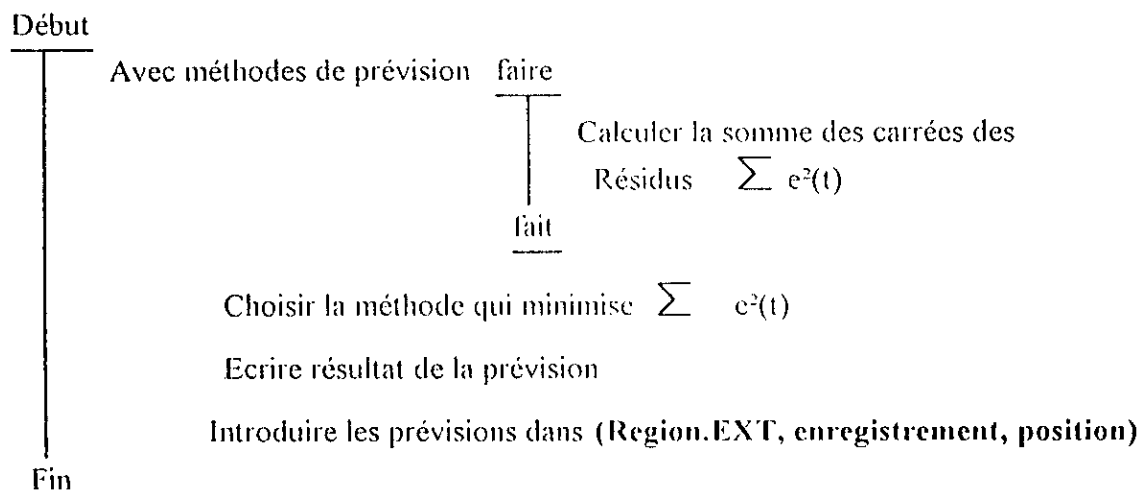 Début
Avec méthodes de prévision faire
Calculer la somme des carrées des
Résidus ∑ e²(t)
fait
Choisir la méthode qui minimise ∑ e²(t)
Ecrire résultat de la prévision
Introduire les prévisions dans (Region.EXT, enregistrement, position)
Fin